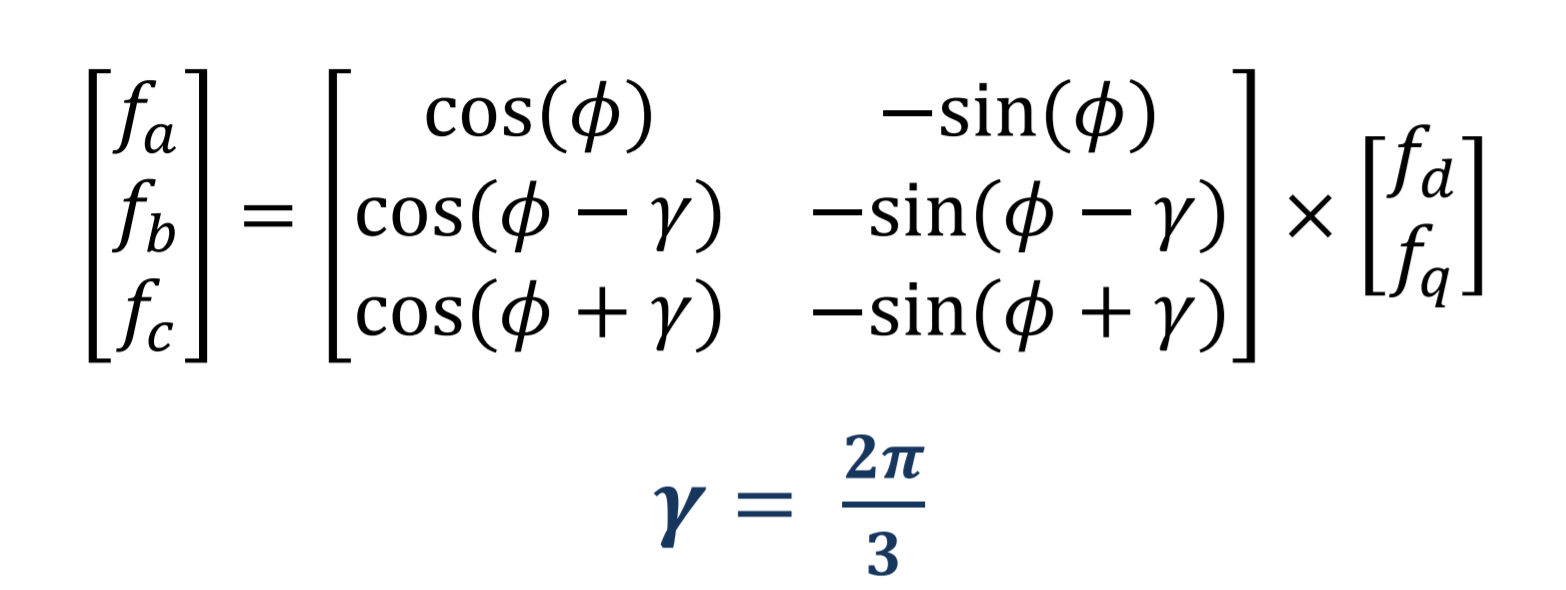 [f_a f_b f_c] = [cos(ϕ) −sin(ϕ) cos(ϕ − γ) −sin(ϕ − γ) cos(ϕ + γ) −sin(ϕ + γ)] × [f_d f_q]
γ = 2π/3